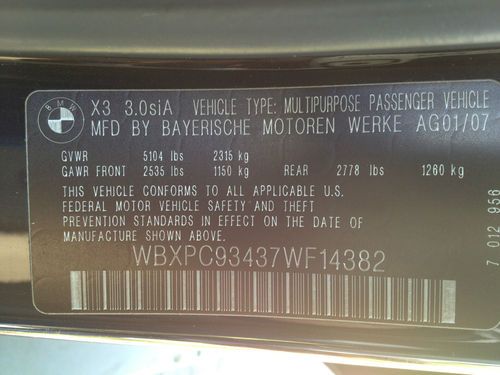 BMW
X3 3.0siA VEHICLE TYPE: MULTIPURPOSE PASSENGER VEHICLE
MFD BY BAYERISCHE MOTOREN WERKE AG01/07
GVWR 5104 lbs 2315 kg
GAWR FRONT 2535 lbs 1150 kg REAR 2778 lbs 1260 kg
THIS VEHICLE CONFORMS TO ALL APPLICABLE U.S.
FEDERAL MOTOR VEHICLE SAFETY AND THEFT
PREVENTION STANDARDS IN EFFECT ON THE DATE OF
MANUFACTURE SHOWN ABOVE.
WBXPC93437WF14382
7 012 956